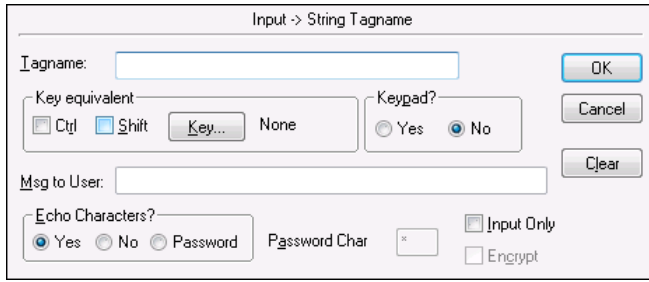 Input -> String Tagname
Tagname:
OK
Key equivalent
Keypad?
Ctrl Shift Key... None
Yes No
Cancel
Clear
Msg to User:
Echo Characters?
Yes No Password
Password Char *
Input Only
Encrypt